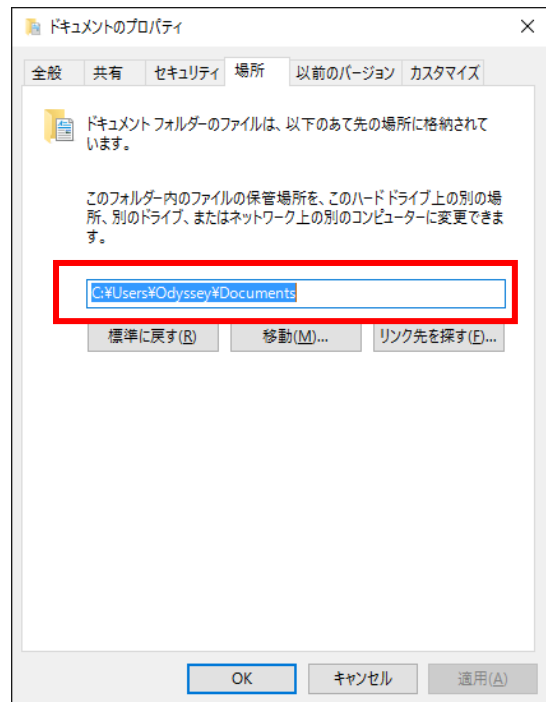 ドキュメントのプロパティ
全般 共有 セキュリティ 場所 以前のバージョン カスタマイズ
ドキュメント フォルダーのファイルは、以下のあて先の場所に格納されて
います。
このフォルダー内のファイルの保管場所を、このハード ドライブ上の別の場
所、別のドライブ、またはネットワーク上の別のコンピューターに変更できま
す。
C:¥Users¥Odyssey¥Documents
標準に戻す(R) 移動(M)... リンク先を探す(F)...
OK キャンセル 適用(A)